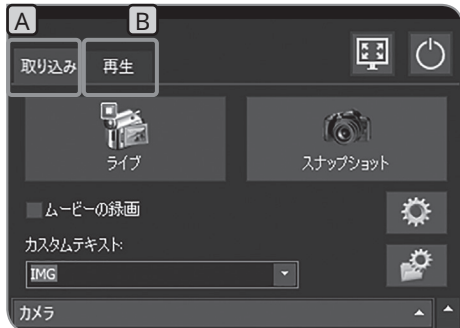 A B
取り込み 再生
ライブ スナップショット
ムービーの録画
カスタムテキスト:
IMG
カメラ